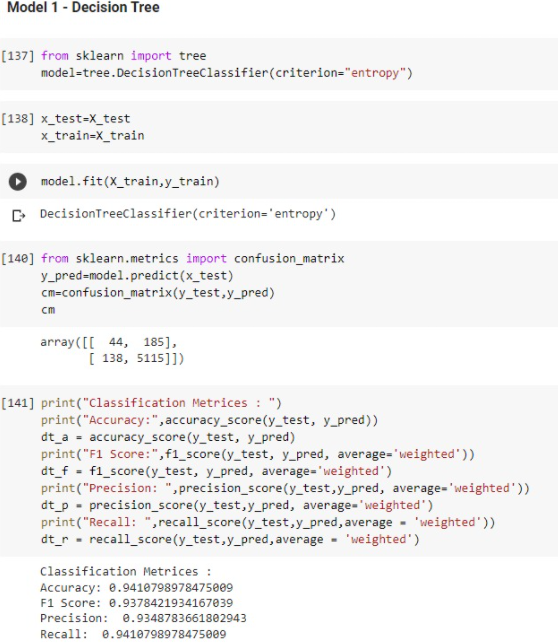 Model 1 - Decision Tree
[137] from sklearn import tree
model=tree.DecisionTreeClassifier(criterion="entropy")
[138] x_test=X_test
x_train=X_train
model.fit(X_train,y_train)
DecisionTreeClassifier(criterion='entropy')
[140] from sklearn.metrics import confusion_matrix
y_pred=model.predict(x_test)
cm=confusion_matrix(y_test,y_pred)
cm
array([[  44,  185],
[ 138, 5115]])
[141] print("Classification Metrices : ")
print("Accuracy:",accuracy_score(y_test, y_pred))
dt_a = accuracy_score(y_test, y_pred)
print("F1 Score:",f1_score(y_test, y_pred, average='weighted'))
dt_f = f1_score(y_test, y_pred, average='weighted')
print("Precision: ",precision_score(y_test,y_pred, average='weighted'))
dt_p = precision_score(y_test,y_pred, average='weighted')
print("Recall: ",recall_score(y_test,y_pred,average = 'weighted'))
dt_r = recall_score(y_test,y_pred,average = 'weighted')
Classification Metrices :
Accuracy: 0.9410798978475009
F1 Score: 0.9378421934167039
Precision:  0.9348783661802943
Recall:  0.9410798978475009